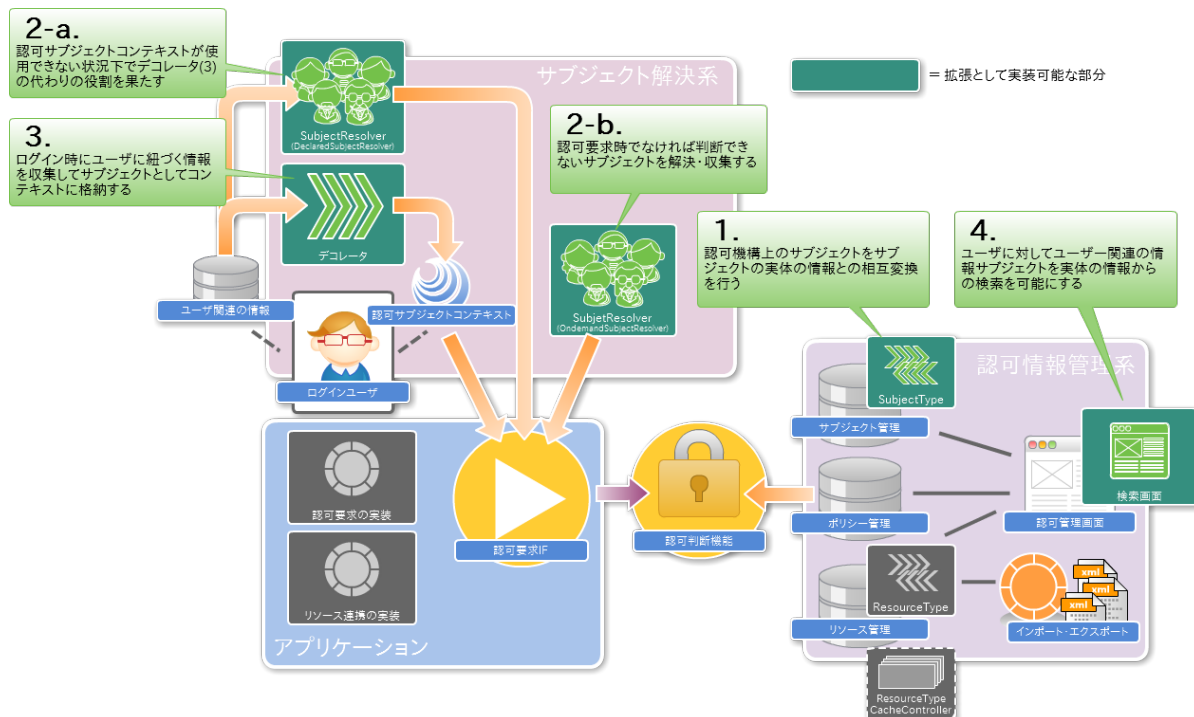 2-a.
認可サブジェクトコンテキストが使
用できない状況下でデコレータ(3)
の代わりの役割を果たす
サブジェクト解決系
= 拡張として実装可能な部分
SubjectResolver
(DeclaredSubjectResolver)
3.
ログイン時にユーザに紐づく情報
を収集してサブジェクトとしてコン
テキストに格納する
2-b.
認可要求時でなければ判断でき
ないサブジェクトを解決・収集する
デコレータ
1.
認可機構上のサブジェクトをサブ
ジェクトの実体の情報との相互変換
を行う
4.
ユーザに対してユーザー関連の情
報サブジェクトを実体の情報から
の検索を可能にする
ユーザ関連の情報
認可サブジェクトコンテキスト
SubjetResolver
(OndemandSubjectResolver)
ログインユーザ
認可情報管理系
SubjectType
サブジェクト管理
検索画面
認可要求の実装
認可要求IF
認可判断機能
ポリシー管理
認可管理画面
リソース連携の実装
アプリケーション
ResourceType
リソース管理
xml
xml
xml
インポート・エクスポート
ResourceType
CacheController